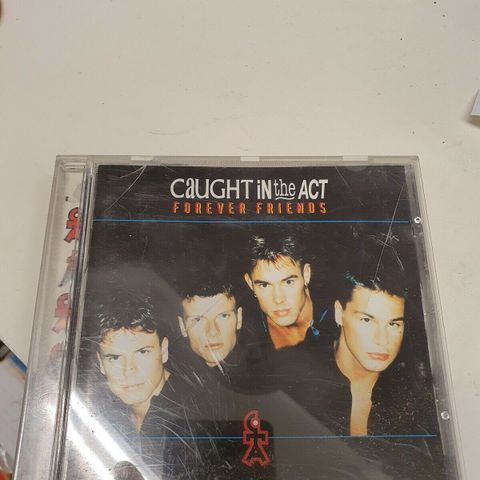 CAUGHT iN the ACT
FOREVER FRIENDS